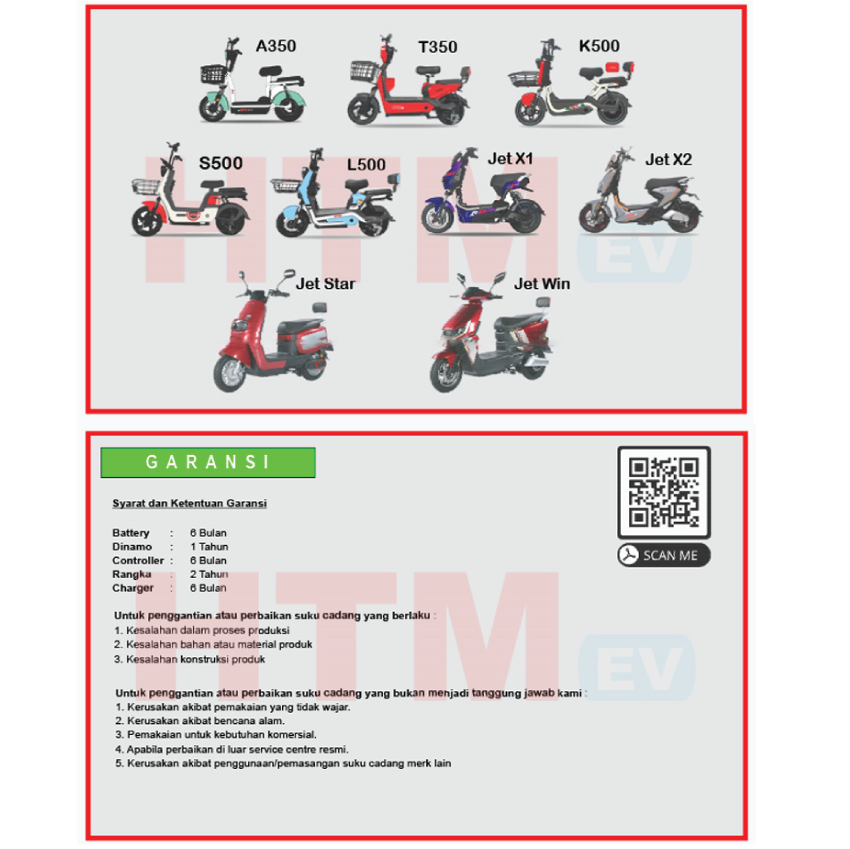 A350 T350 K500
S500 L500 Jet X1 Jet X2
Jet Star Jet Win
HTM EV
GARANSI
Syarat dan Ketentuan Garansi
Battery : 6 Bulan
Dinamo : 1 Tahun
Controller : 6 Bulan
Rangka : 2 Tahun
Charger : 6 Bulan
SCAN ME
Untuk penggantian atau perbaikan suku cadang yang berlaku :
1. Kesalahan dalam proses produksi
2. Kesalahan bahan atau material produk
3. Kesalahan konstruksi produk
HTM EV
Untuk penggantian atau perbaikan suku cadang yang bukan menjadi tanggung jawab kami :
1. Kerusakan akibat pemakaian yang tidak wajar.
2. Kerusakan akibat bencana alam.
3. Pemakaian untuk kebutuhan komersial.
4. Apabila perbaikan di luar service centre resmi.
5. Kerusakan akibat penggunaan/pemasangan suku cadang merk lain